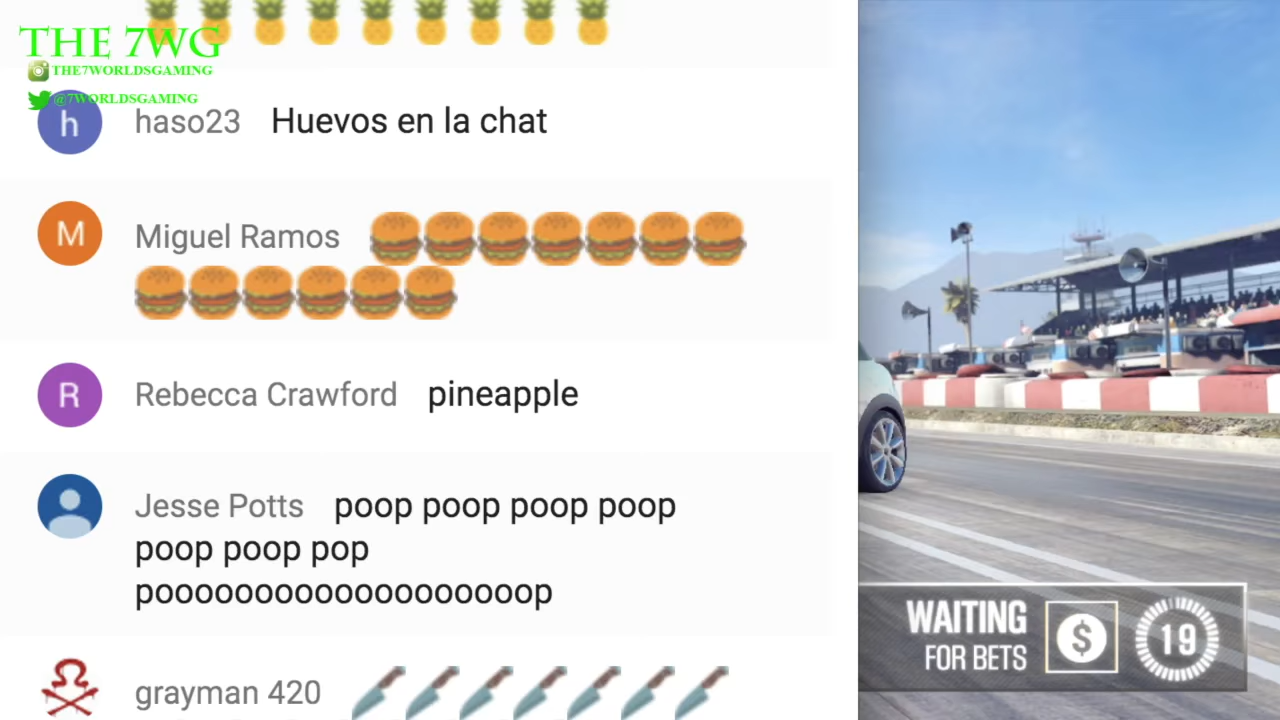 THE 7WG
THE7WORLDSGAMING
@7WORLDSGAMING
h
haso23 Huevos en la chat
M
Miguel Ramos
R
Rebecca Crawford pineapple
Jesse Potts poop poop poop poop
poop poop pop
pooooooooooooooooooop
grayman 420
WAITING
FOR BETS
$
19